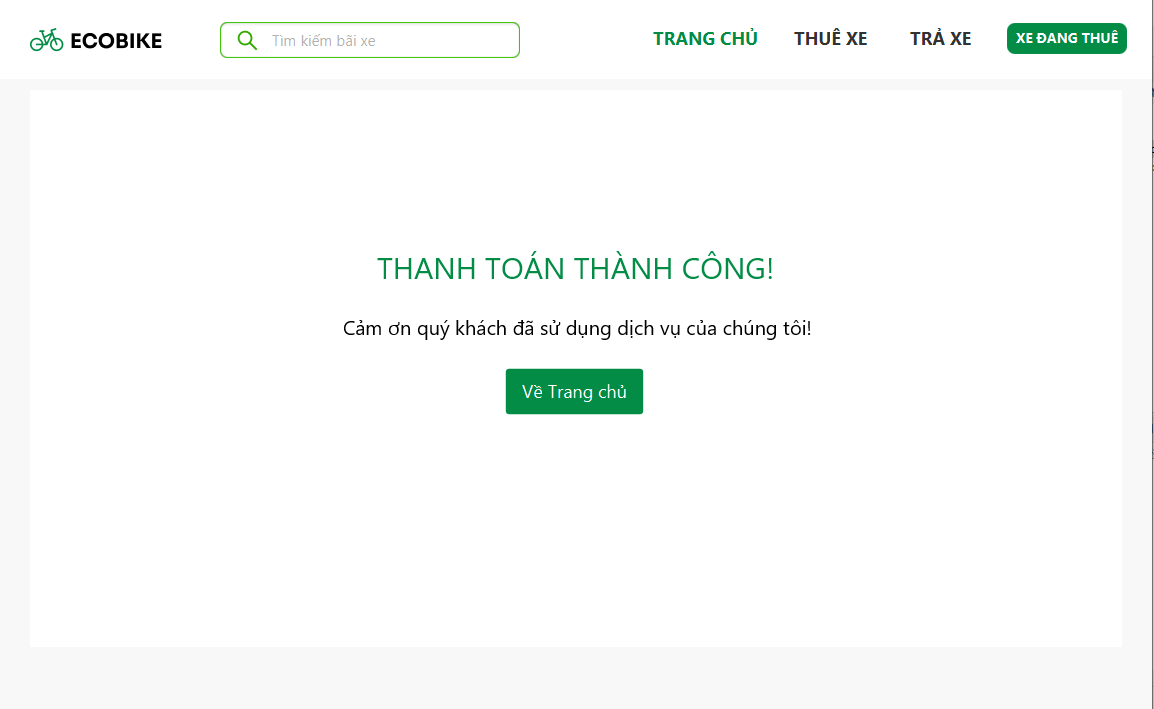 ECOBIKE
Tìm kiếm bãi xe
TRANG CHỦ
THUÊ XE
TRẢ XE
XE ĐANG THUÊ
THANH TOÁN THÀNH CÔNG!
Cảm ơn quý khách đã sử dụng dịch vụ của chúng tôi!
Về Trang chủ